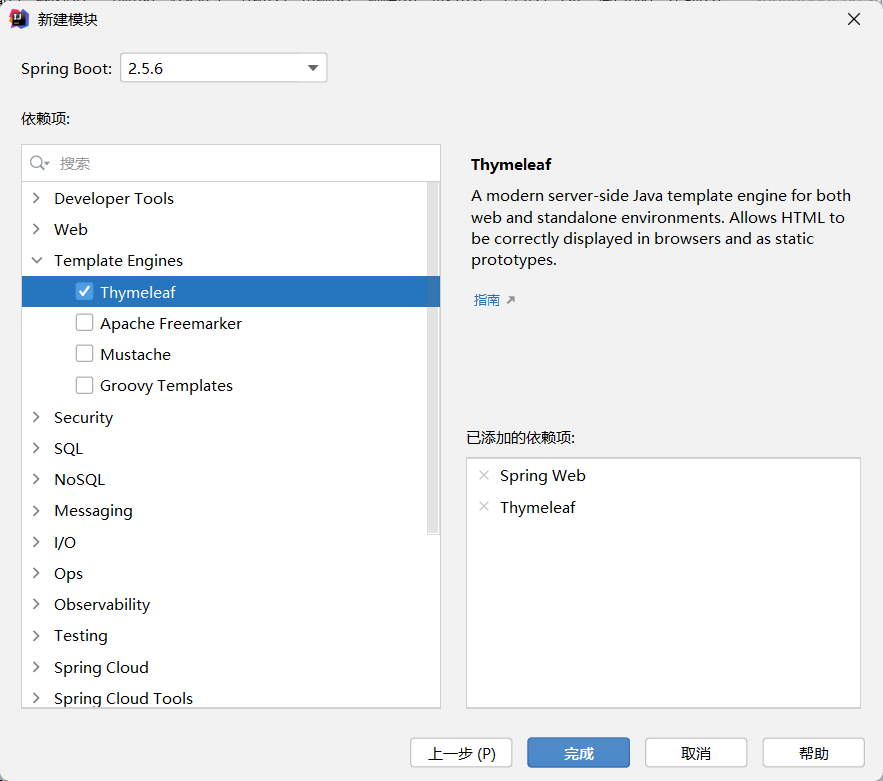 新建模块
Spring Boot: 2.5.6
依赖项:
搜索
Developer Tools
Web
Template Engines
Thymeleaf
Apache Freemarker
Mustache
Groovy Templates
Security
SQL
NoSQL
Messaging
I/O
Ops
Observability
Testing
Spring Cloud
Spring Cloud Tools
Thymeleaf
A modern server-side Java template engine for both
web and standalone environments. Allows HTML to
be correctly displayed in browsers and as static
prototypes.
指南
已添加的依赖项:
Spring Web
Thymeleaf
上一步 (P) 完成 取消 帮助